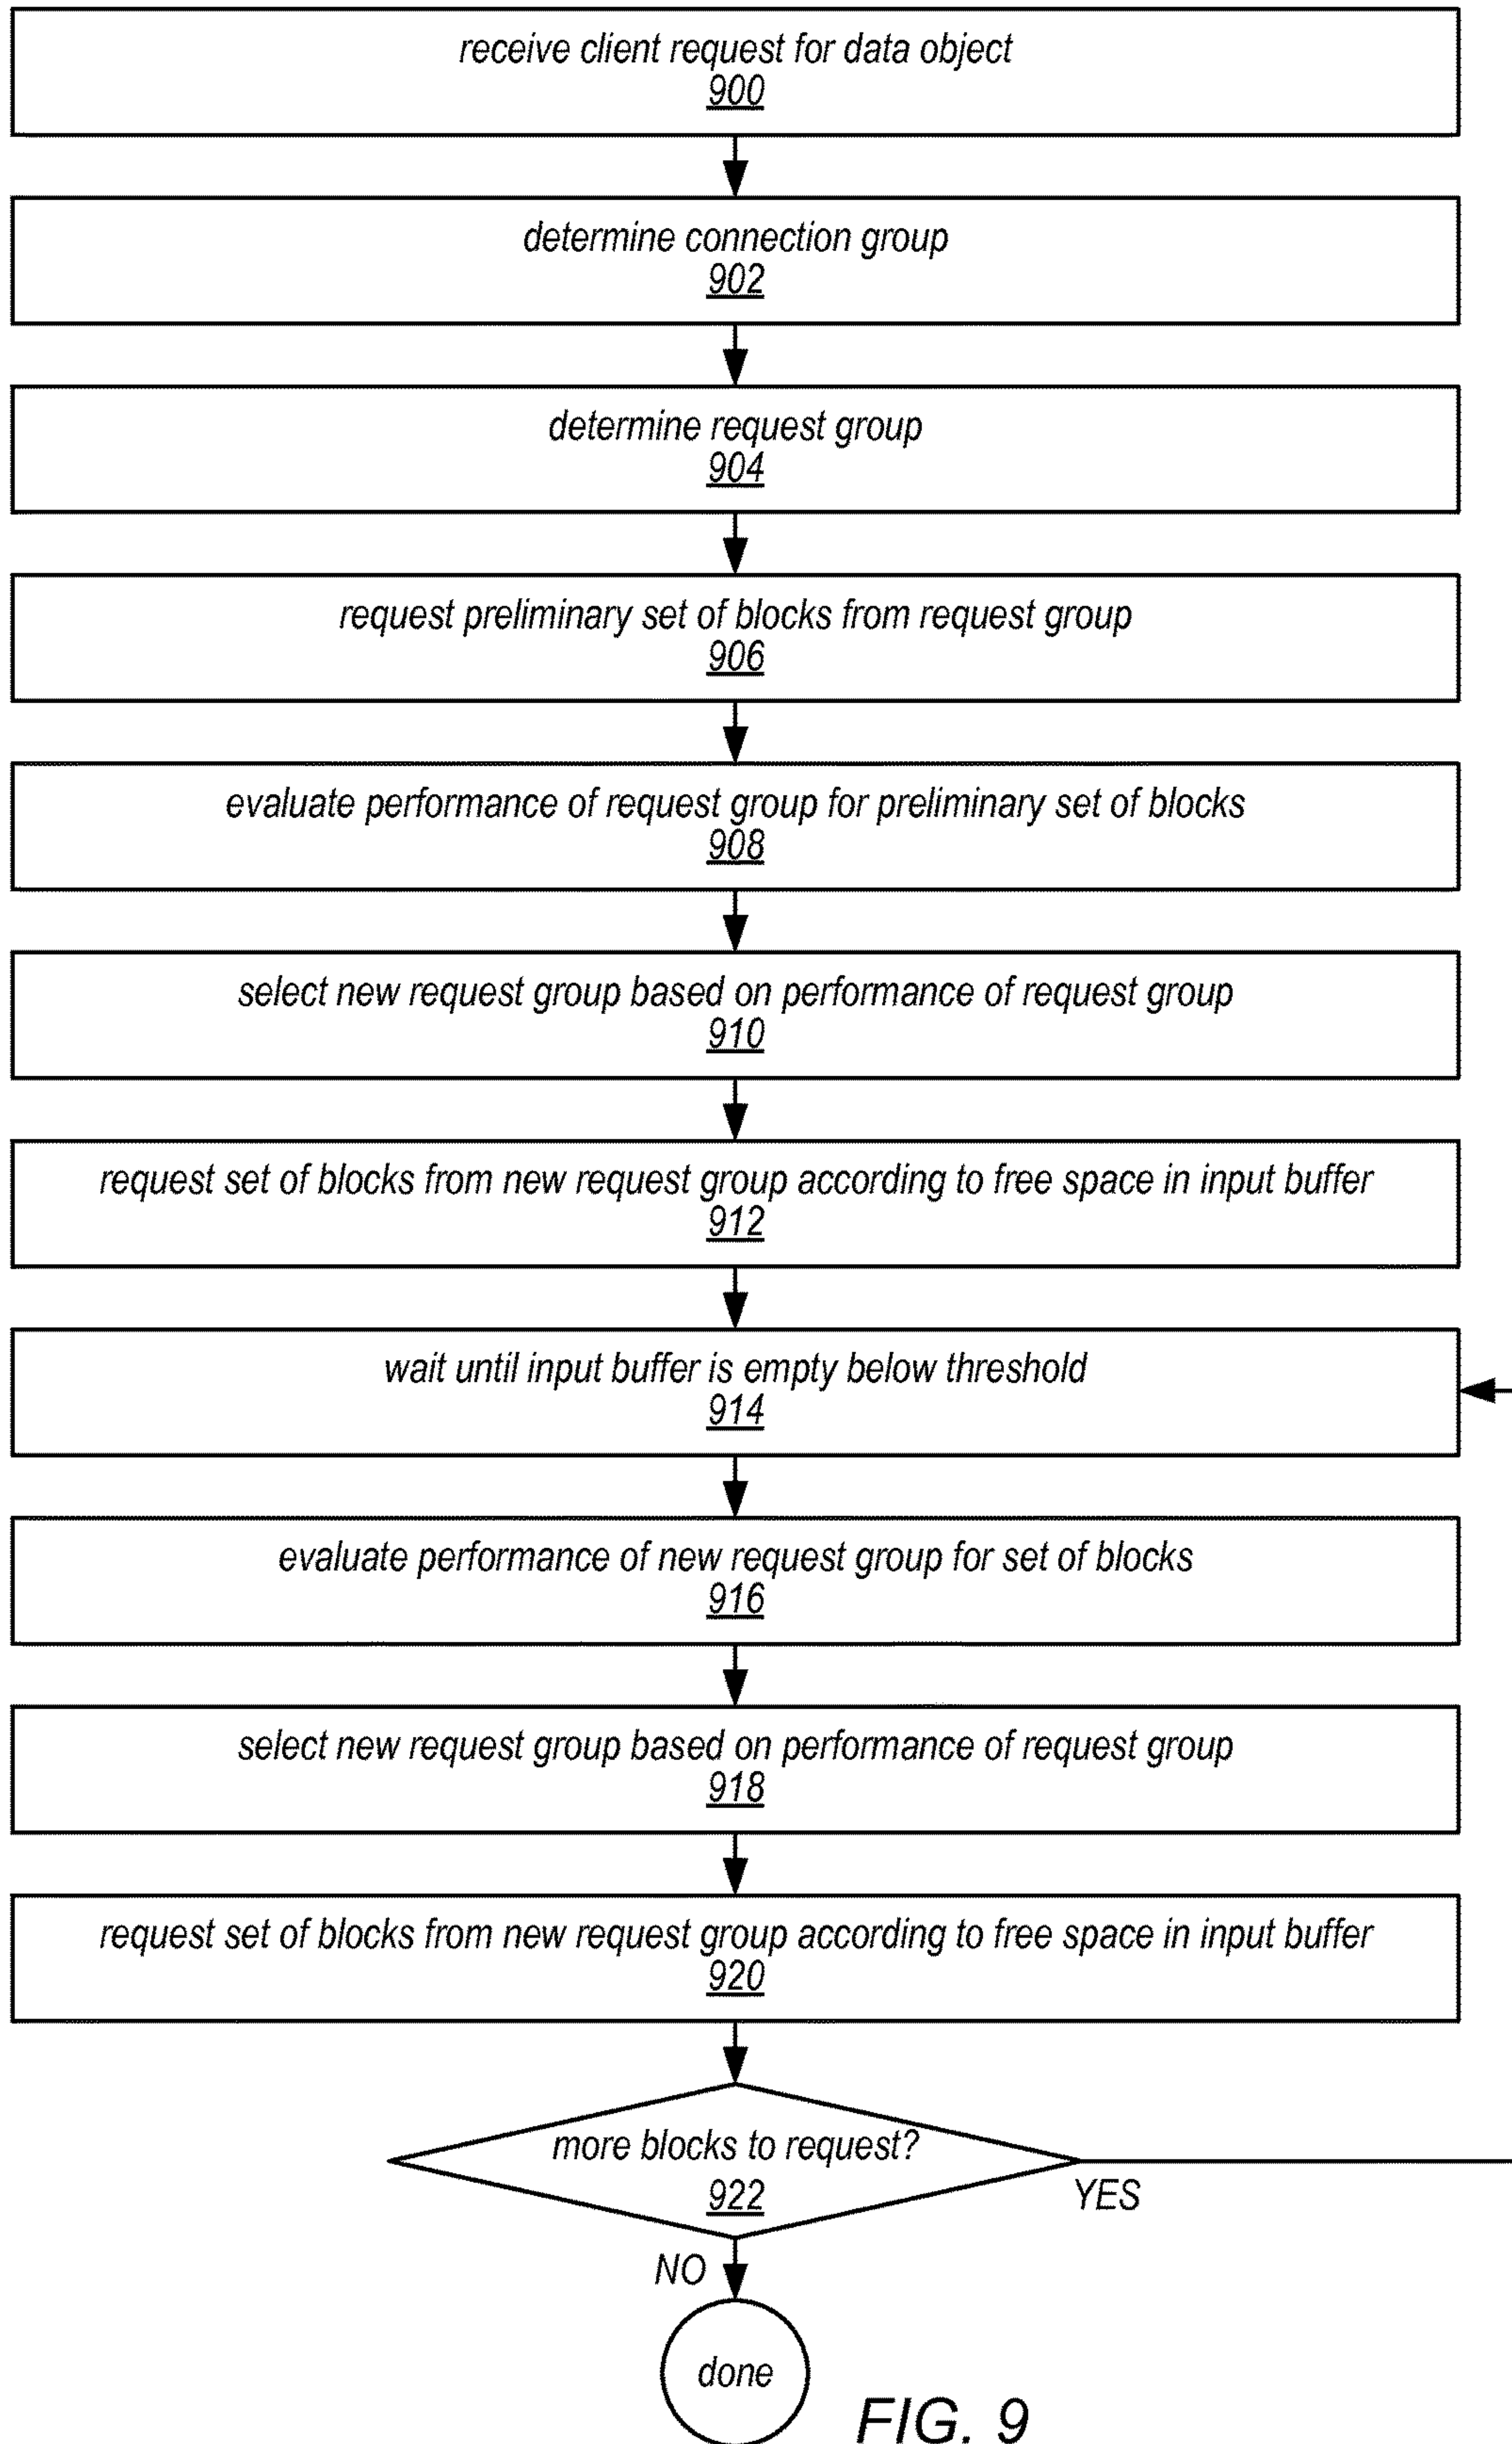 receive client request for data object
900
determine connection group
902
determine request group
904
request preliminary set of blocks from request group
906
evaluate performance of request group for preliminary set of blocks
908
select new request group based on performance of request group
910
request set of blocks from new request group according to free space in input buffer
912
wait until input buffer is empty below threshold
914
evaluate performance of new request group for set of blocks
916
select new request group based on performance of request group
918
request set of blocks from new request group according to free space in input buffer
920
more blocks to request?
922
YES
NO
done
FIG. 9